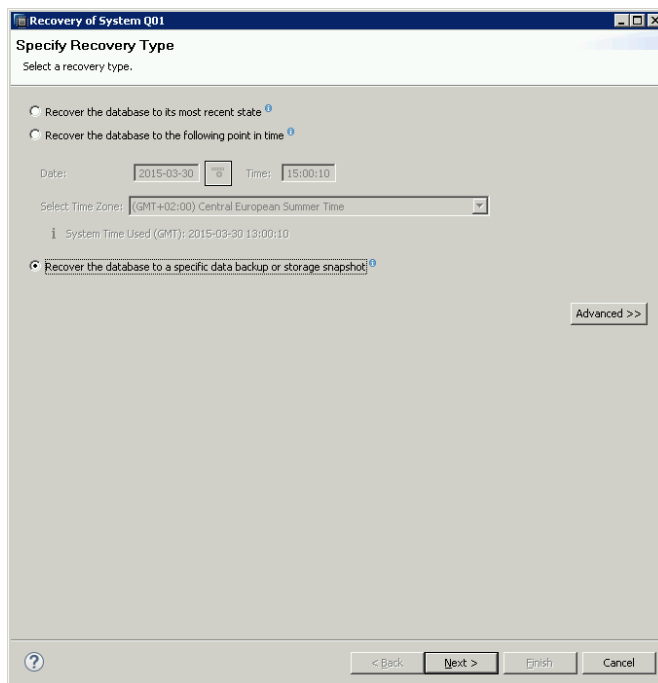 Recovery of System Q01
Specify Recovery Type
Select a recovery type.
Recover the database to its most recent state
Recover the database to the following point in time
Date: 2015-03-30 Time: 15:00:10
Select Time Zone: (GMT+02:00) Central European Summer Time
System Time Used (GMT): 2015-03-30 13:00:10
Recover the database to a specific data backup or storage snapshot
Advanced >>
< Back Next > Finish Cancel